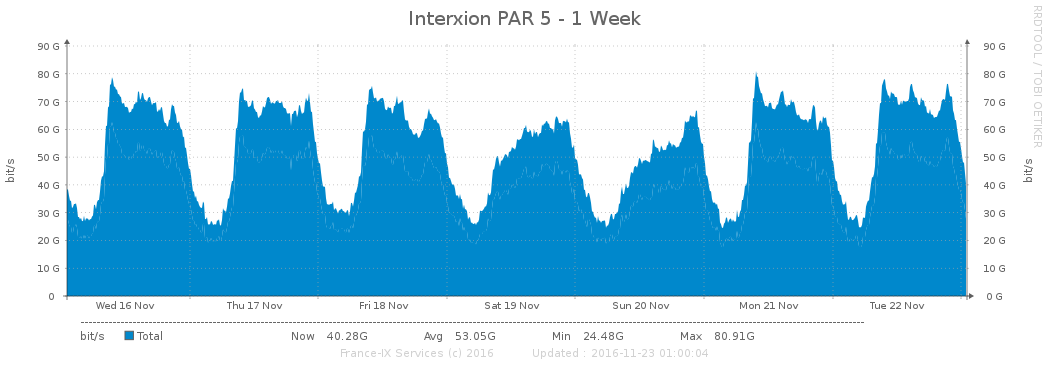 Interxion PAR 5 - 1 Week
RRDTOOL / TOBI OETIKER
90 G 90 G
80 G 80 G
70 G 70 G
60 G 60 G
50 G 50 G
40 G 40 G
30 G 30 G
20 G 20 G
10 G 10 G
0 0 G
bit/s bit/s
Wed 16 Nov Thu 17 Nov Fri 18 Nov Sat 19 Nov Sun 20 Nov Mon 21 Nov Tue 22 Nov
bit/s Total Now 40.28G Avg 53.05G Min 24.48G Max 80.91G
France-IX Services (c) 2016 Updated : 2016-11-23 01:00:04